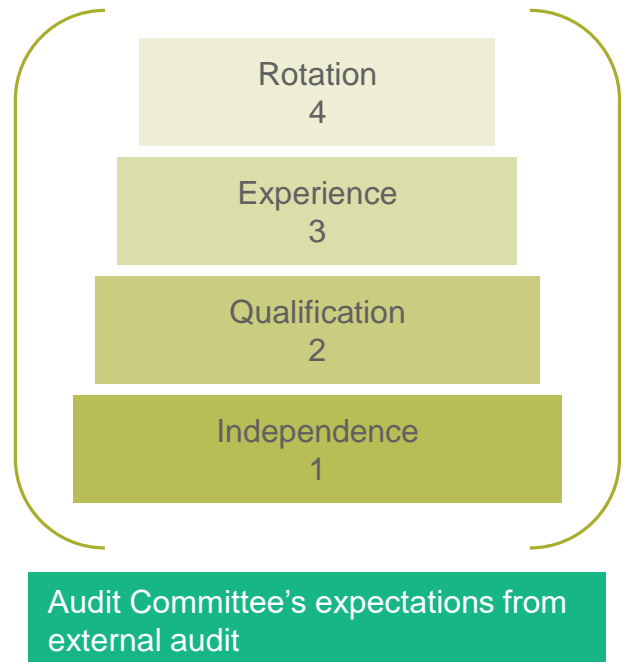 Rotation
4
Experience
3
Qualification
2
Independence
1
Audit Committee's expectations from
external audit